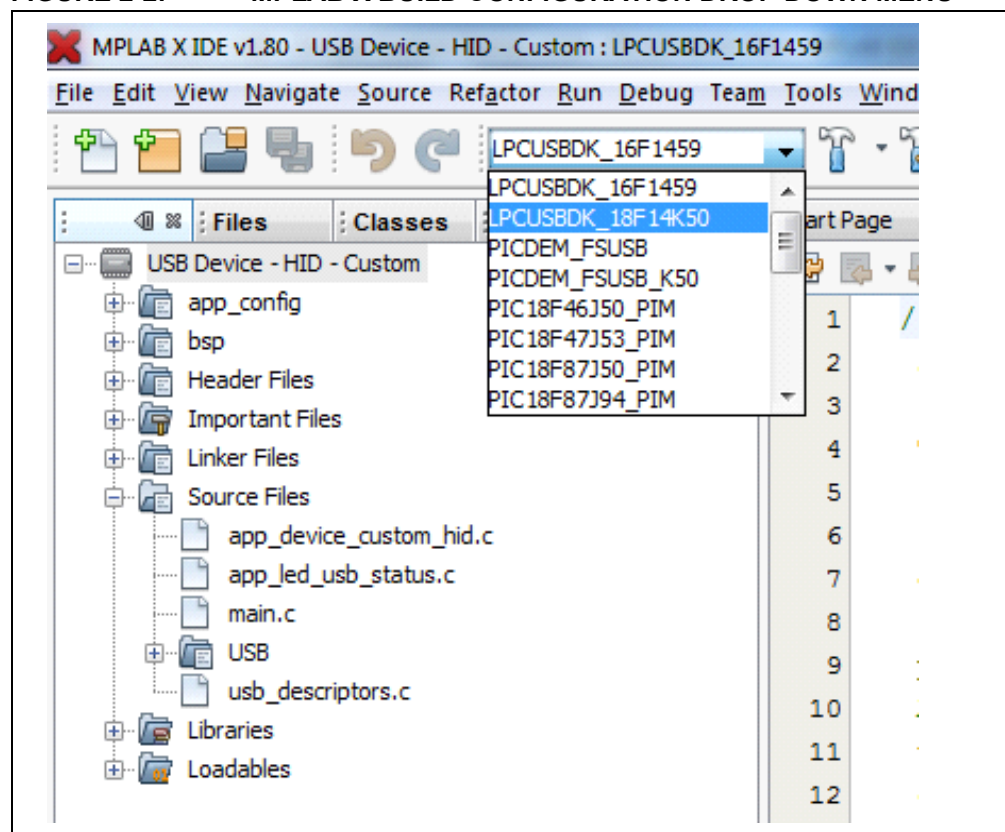 MPLAB X IDE v1.80 - USB Device - HID - Custom : LPCUSBDK_16F1459
File Edit View Navigate Source Refactor Run Debug Team Tools Wind
LPCUSBDK_16F1459
LPCUSBDK_16F1459
LPCUSBDK_18F14K50
PICDEM_FSUSB
PICDEM_FSUSB_K50
PIC18F46J50_PIM
PIC18F47J53_PIM
PIC18F87J50_PIM
PIC18F87J94_PIM
Files Classes
art Page
USB Device - HID - Custom
app_config
bsp
Header Files
Important Files
Linker Files
Source Files
app_device_custom_hid.c
app_led_usb_status.c
main.c
USB
usb_descriptors.c
Libraries
Loadables
1 /
2
3
4
5
6
7
8
9
10
11
12